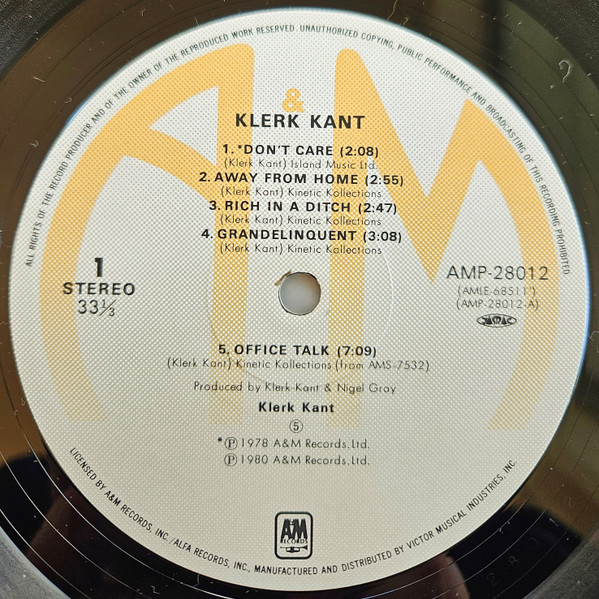 ALL RIGHTS OF THE RECORD PRODUCER AND OF THE OWNER OF THE REPRODUCED WORK RESERVED. UNAUTHORIZED COPYING, PUBLIC PERFORMANCE AND BROADCASTING OF THIS RECORDING PROHIBITED
&
KLERK KANT
1. *DON'T CARE (2:08)
(Klerk Kant) Island Music Ltd.
2. AWAY FROM HOME (2:55)
(Klerk Kant) Kinetic Kollections
3. RICH IN A DITCH (2:47)
(Klerk Kant) Kinetic Kollections
4. GRANDELINQUENT (3:08)
(Klerk Kant) Kinetic Kollections
1
STEREO
33⅓
AMP-28012
(AMLE-68511)
(AMP-28012-A)
5. OFFICE TALK (7:09)
(Klerk Kant) Kinetic Kollections (from AMS-7532)
Produced by Klerk Kant & Nigel Gray
Klerk Kant
⑤
*Ⓟ 1978 A&M Records, Ltd.
Ⓟ 1980 A&M Records, Ltd.
A&M
RECORDS
LICENSED BY A&M RECORDS, INC./ALFA RECORDS, INC., MANUFACTURED AND DISTRIBUTED BY VICTOR MUSICAL INDUSTRIES, INC.